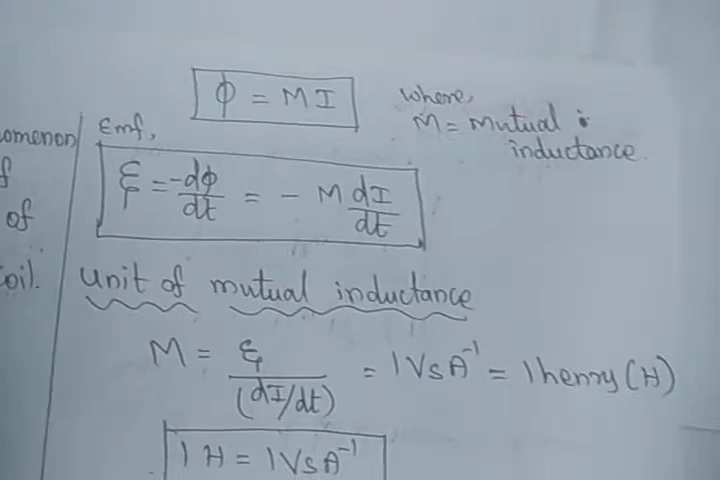 omenon
f
of
coil.
ϕ = MI
where,
M = mutual
inductance.
Emf,
ξ = -dϕ/dt = - M dI/dt
unit of mutual inductance
M = ξ/(dI/dt) = 1VsA⁻¹ = 1henry(H)
1 H = 1VsA⁻¹